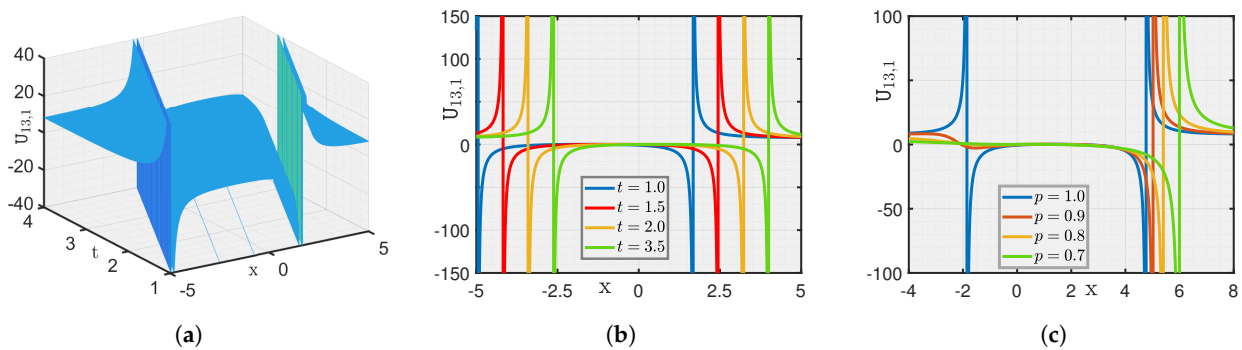 40
20
0
-20
-40
U13,1
4
3
2
1
t
-5
0
5
x
(a)
150
100
50
0
-50
-100
-150
U13,1
t = 1.0
t = 1.5
t = 2.0
t = 3.5
-5
-2.5
0
2.5
5
x
(b)
100
50
0
-50
-100
U13,1
p = 1.0
p = 0.9
p = 0.8
p = 0.7
-4
-2
0
2
4
6
8
x
(c)